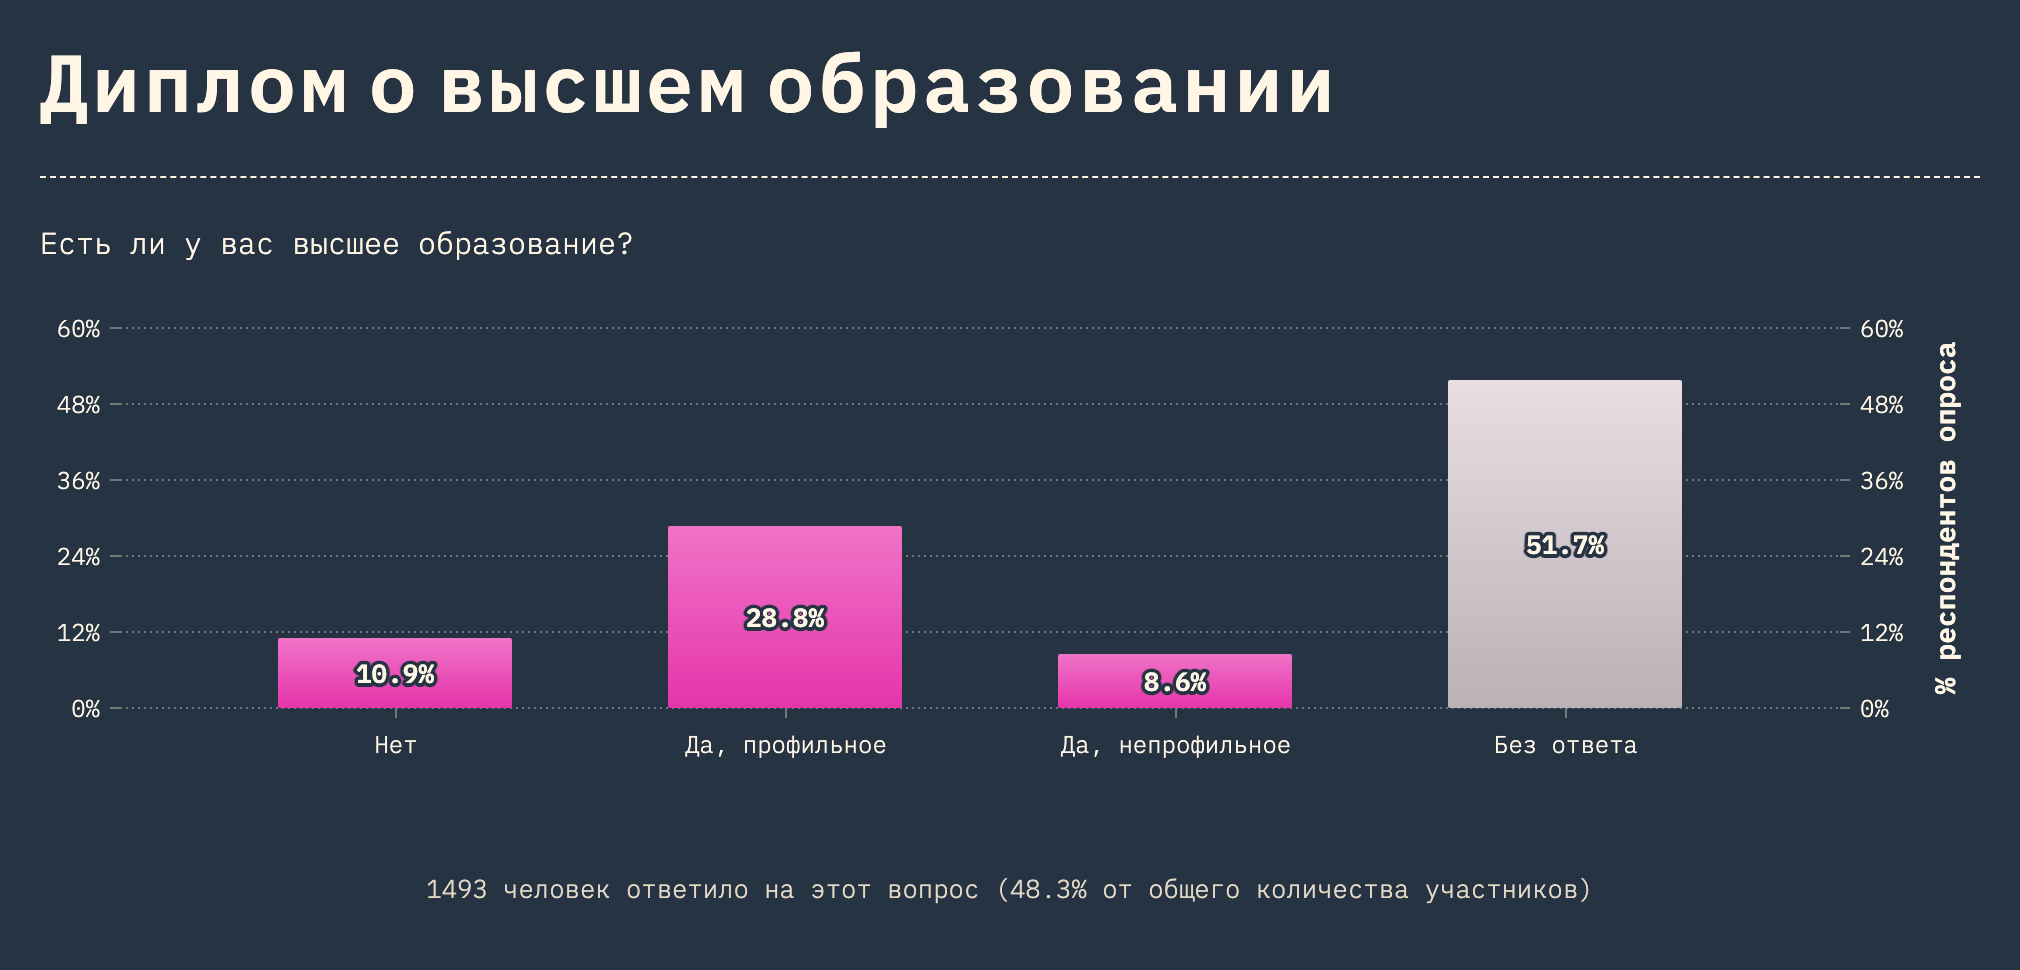 Диплом о высшем образовании
Есть ли у вас высшее образование?
60%
48%
36%
24%
12%
0%
10.9%
28.8%
8.6%
51.7%
60%
48%
36%
24%
12%
0%
% респондентов опроса
Нет
Да, профильное
Да, непрофильное
Без ответа
1493 человек ответило на этот вопрос (48.3% от общего количества участников)